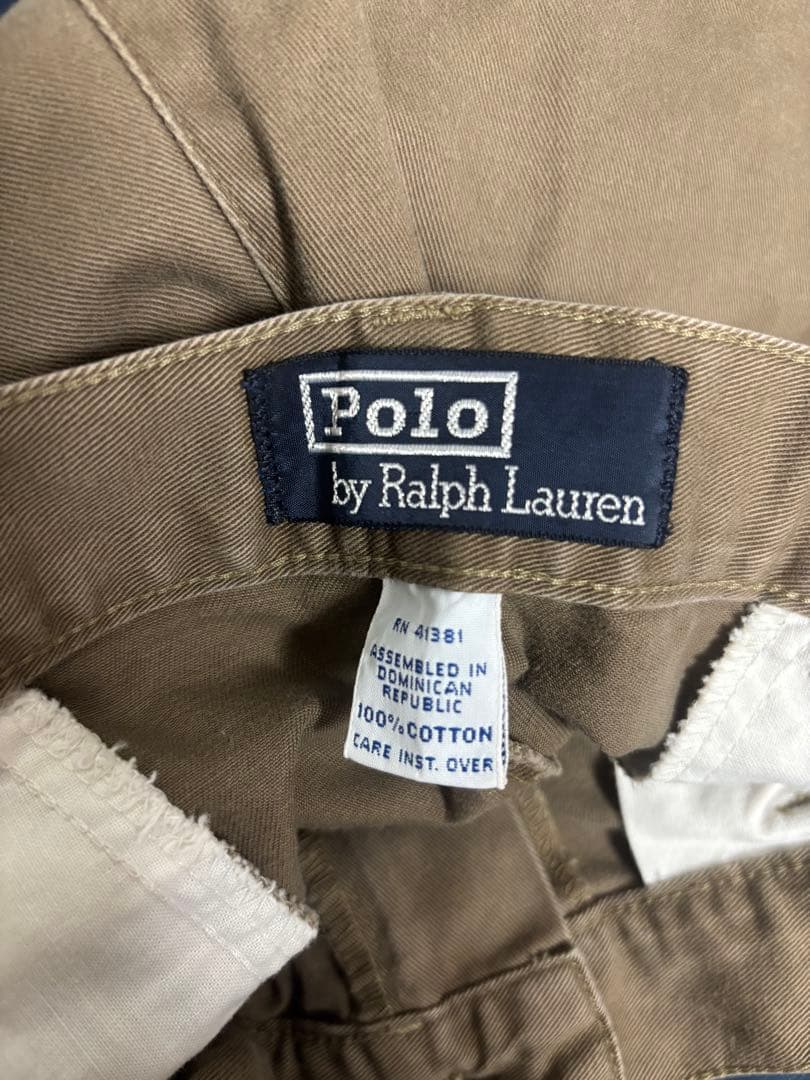 Polo
by Ralph Lauren
RN 41381
ASSEMBLED IN
DOMINICAN
REPUBLIC
100% COTTON
CARE INST. OVER